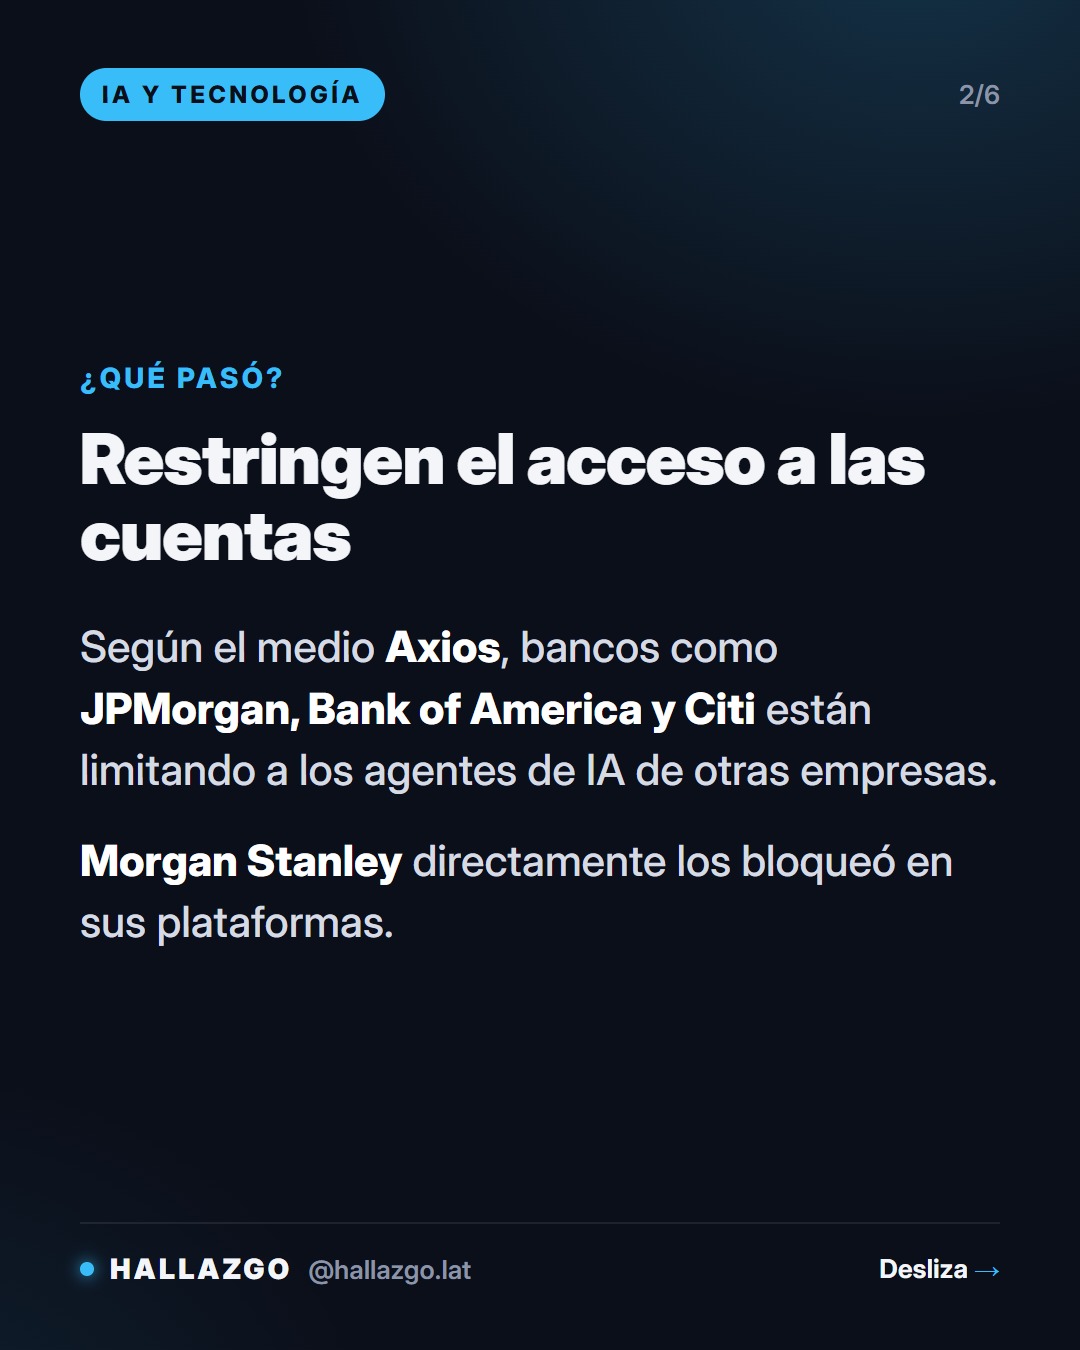 IA Y TECNOLOGÍA
2/6
¿QUÉ PASÓ?
Restringen el acceso a las
cuentas
Según el medio Axios, bancos como
JPMorgan, Bank of America y Citi están
limitando a los agentes de IA de otras empresas.
Morgan Stanley directamente los bloqueó en
sus plataformas.
HALLAZGO @hallazgo.lat
Desliza →